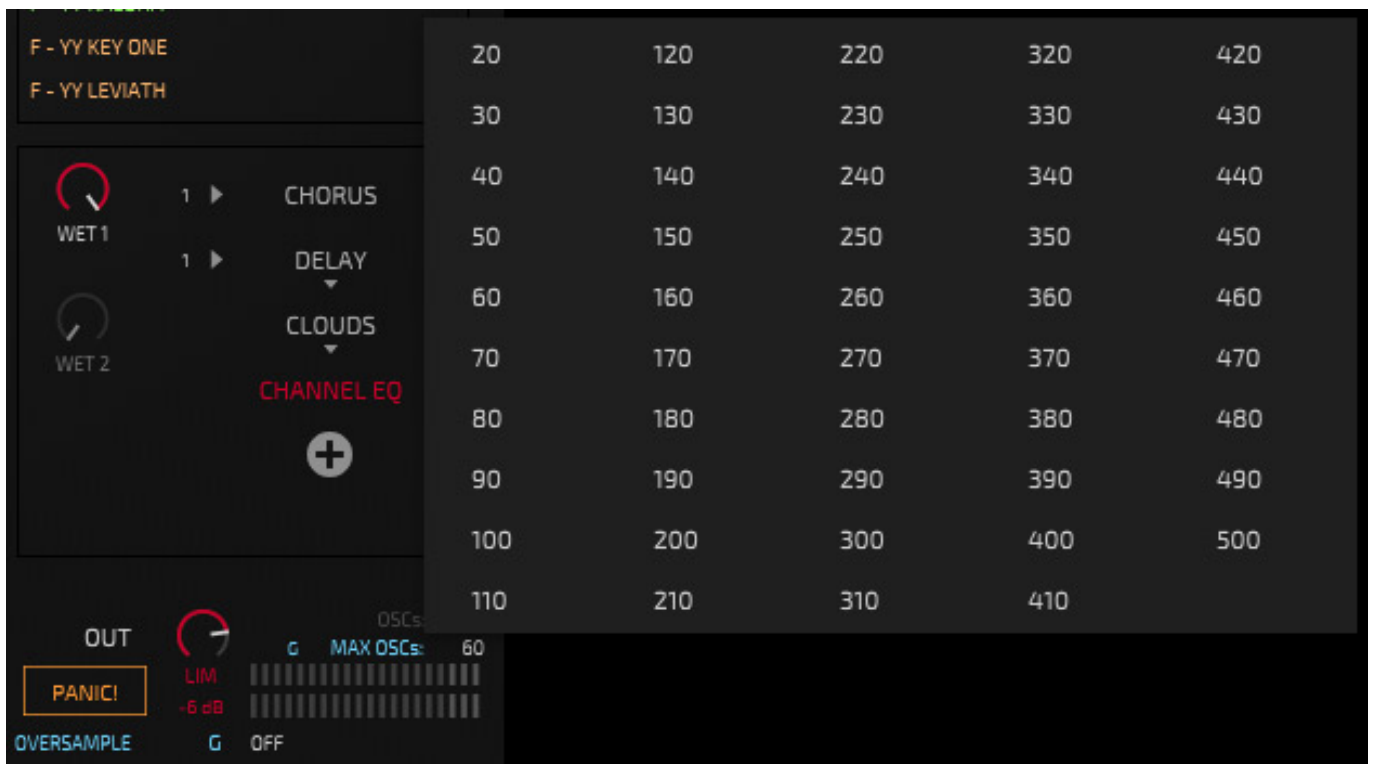 F - YY KEY ONE
F - YY LEVIATH
WET 1
1 CHORUS
1 DELAY
CLOUDS
WET 2
CHANNEL EQ
20 120 220 320 420
30 130 230 330 430
40 140 240 340 440
50 150 250 350 450
60 160 260 360 460
70 170 270 370 470
80 180 280 380 480
90 190 290 390 490
100 200 300 400 500
110 210 310 410
OSCs:
OUT
G MAX OSCs: 60
LIM
PANIC!
-6 dB
OVERSAMPLE G OFF